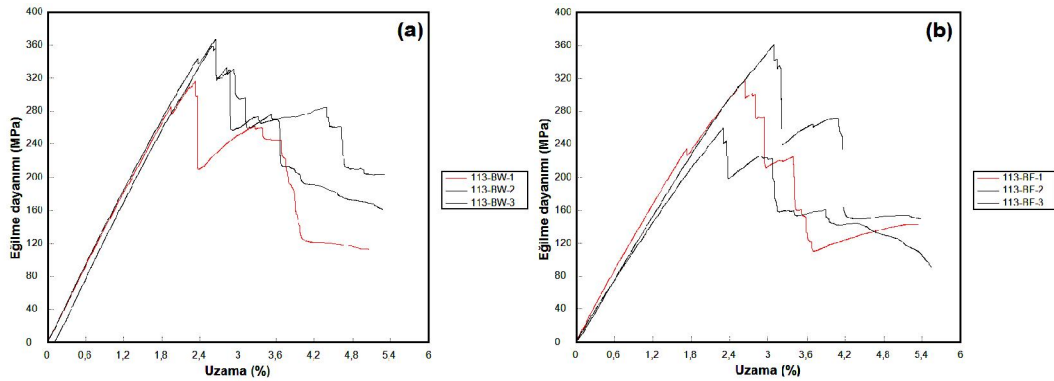 (a)
Eğilme dayanımı (MPa)
400
360
320
280
240
200
160
120
80
40
0
0 0,6 1,2 1,8 2,4 3 3,6 4,2 4,8 5,4 6
Uzama (%)
113-BW-1
113-BW-2
113-BW-3
(b)
Eğilme dayanımı (MPa)
400
360
320
280
240
200
160
120
80
40
0
0 0,6 1,2 1,8 2,4 3 3,6 4,2 4,8 5,4 6
Uzama (%)
113-BF-1
113-BF-2
113-BF-3